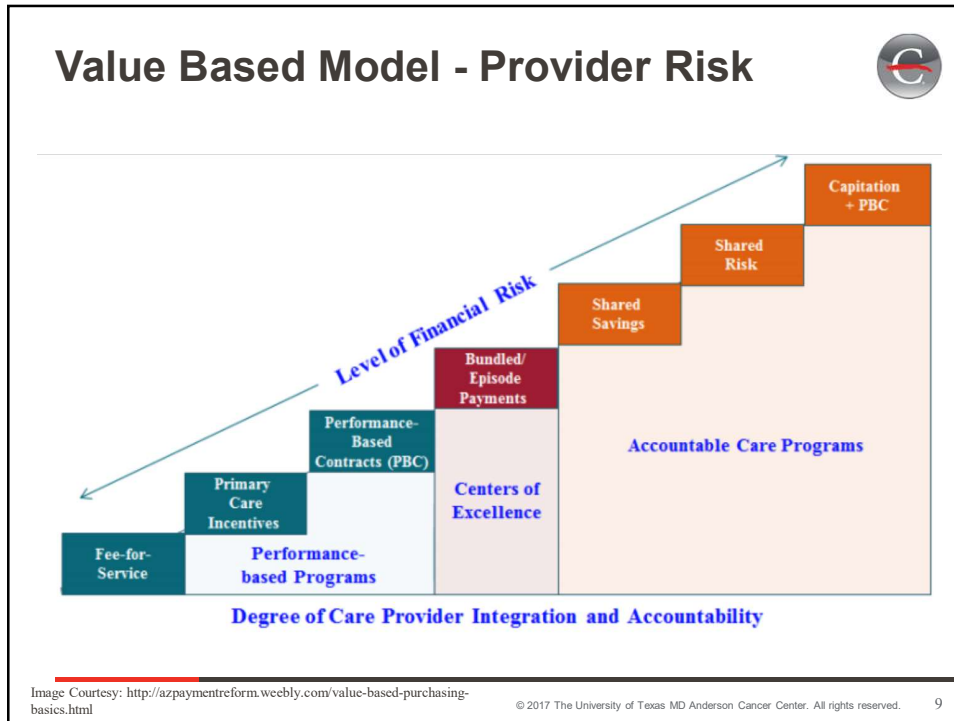 Value Based Model - Provider Risk
C
Capitation
+ PBC
Shared
Risk
Shared
Savings
Level of Financial Risk
Bundled/
Episode
Payments
Performance-
Based
Contracts (PBC)
Primary
Care
Incentives
Fee-for-
Service
Performance-
based Programs
Centers of
Excellence
Accountable Care Programs
Degree of Care Provider Integration and Accountability
Image Courtesy: http://azpaymentreform.weebly.com/value-based-purchasing-
basics.html
© 2017 The University of Texas MD Anderson Cancer Center. All rights reserved. 9